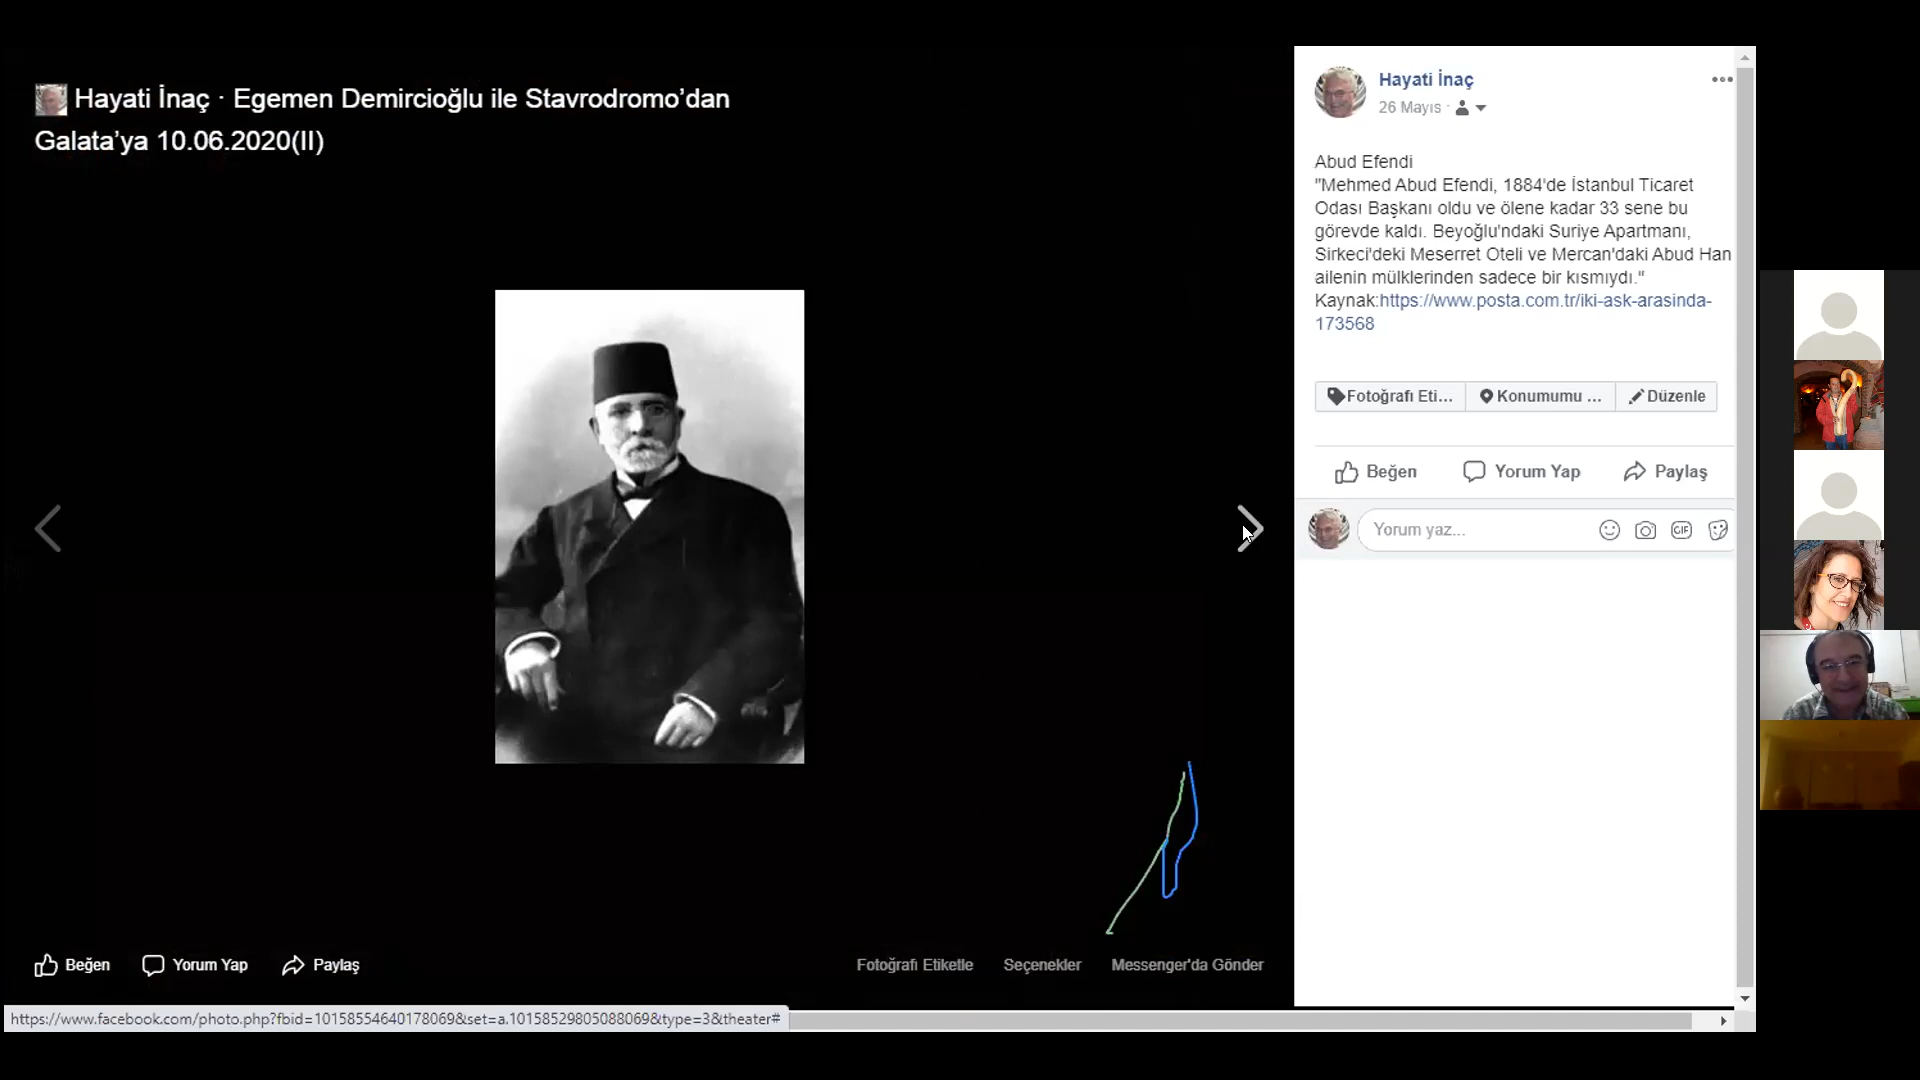 Hayati İnaç · Egemen Demircioğlu ile Stavrodromo’dan
Galata’ya 10.06.2020(II)
Beğen
Yorum Yap
Paylaş
Fotoğrafı Etiketle
Seçenekler
Messenger'da Gönder
https://www.facebook.com/photo.php?fbid=10158554640178069&set=a.10158529805088069&type=3&theater#
Hayati İnaç
26 Mayıs ·
Abud Efendi
"Mehmed Abud Efendi, 1884'de İstanbul Ticaret
Odası Başkanı oldu ve ölene kadar 33 sene bu
görevde kaldı. Beyoğlu'ndaki Suriye Apartmanı,
Sirkeci'deki Meserret Oteli ve Mercan'daki Abud Han
ailenin mülklerinden sadece bir kısmıydı."
Kaynak:https://www.posta.com.tr/iki-ask-arasinda-
173568
Fotoğrafı Eti...
Konumumu ...
Düzenle
Beğen
Yorum Yap
Paylaş
Yorum yaz...
GIF